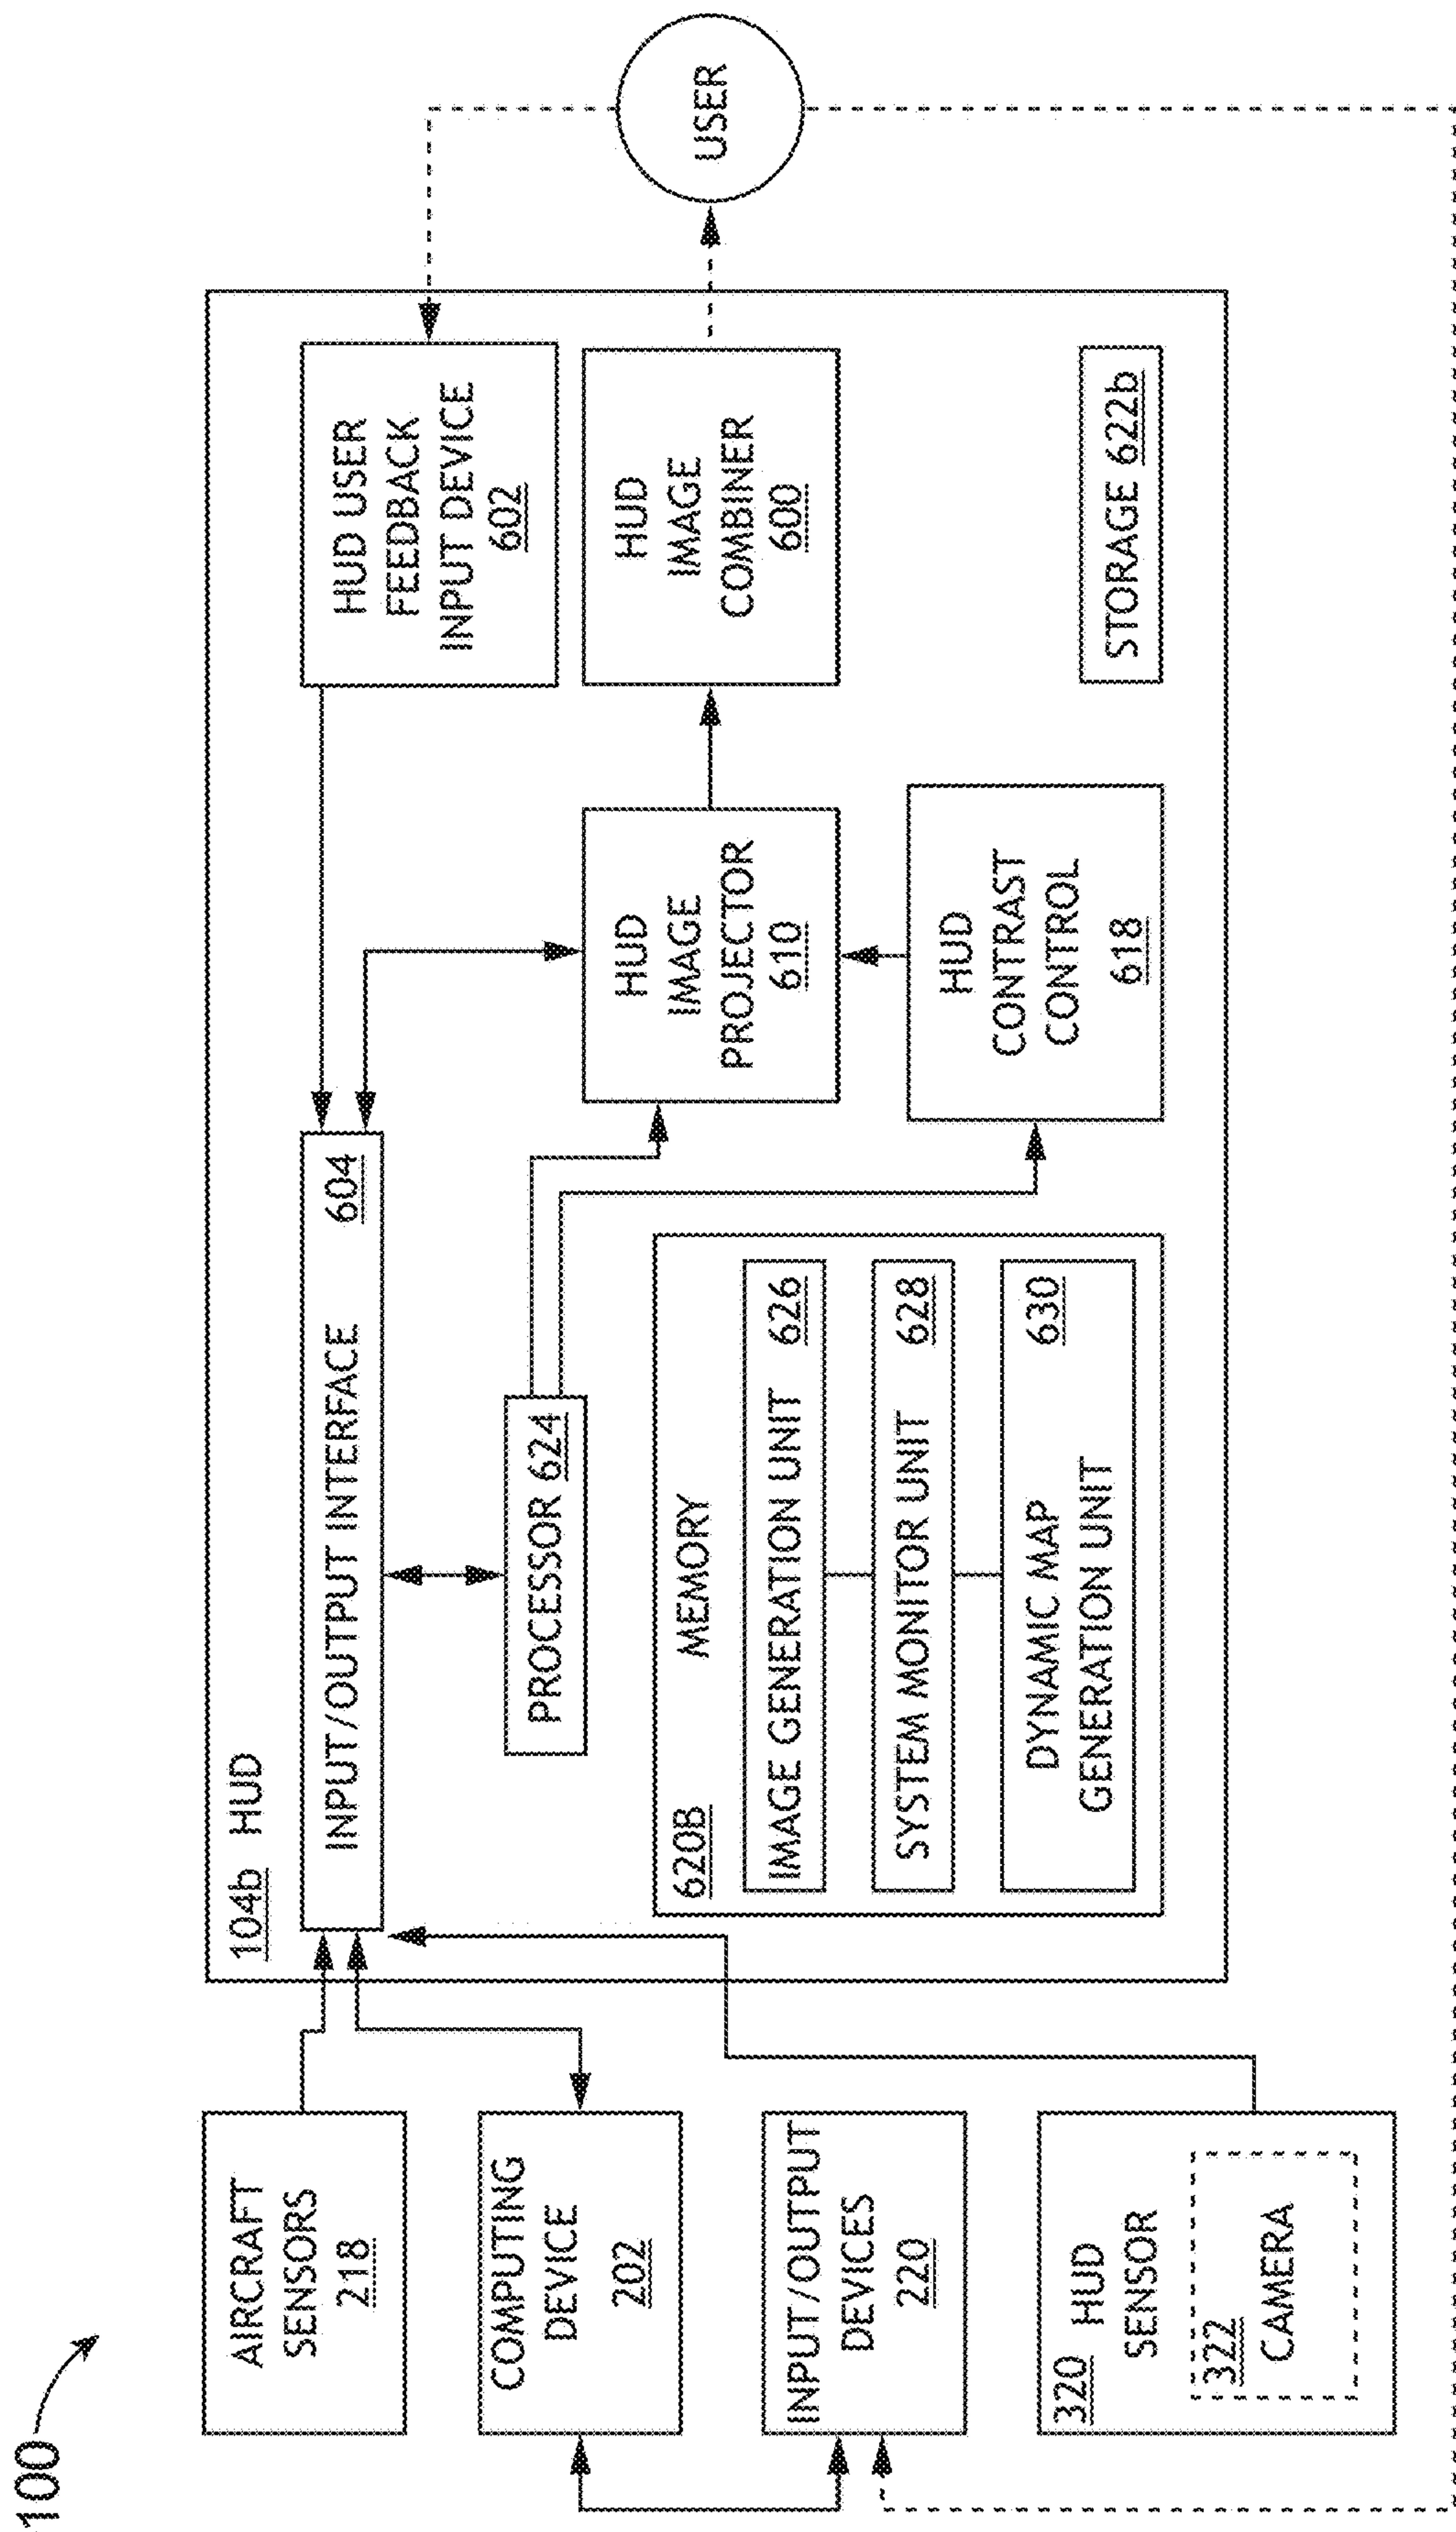 100
AIRCRAFT
SENSORS
218
COMPUTING
DEVICE
202
INPUT/OUTPUT
DEVICES
220
320 HUD
SENSOR
322
CAMERA
104b HUD
INPUT/OUTPUT INTERFACE 604
PROCESSOR 624
620B MEMORY
IMAGE GENERATION UNIT 626
SYSTEM MONITOR UNIT 628
DYNAMIC MAP 630
GENERATION UNIT
HUD
IMAGE
PROJECTOR
610
HUD
CONTRAST
CONTROL
618
HUD USER
FEEDBACK
INPUT DEVICE
602
HUD
IMAGE
COMBINER
600
STORAGE 622b
USER